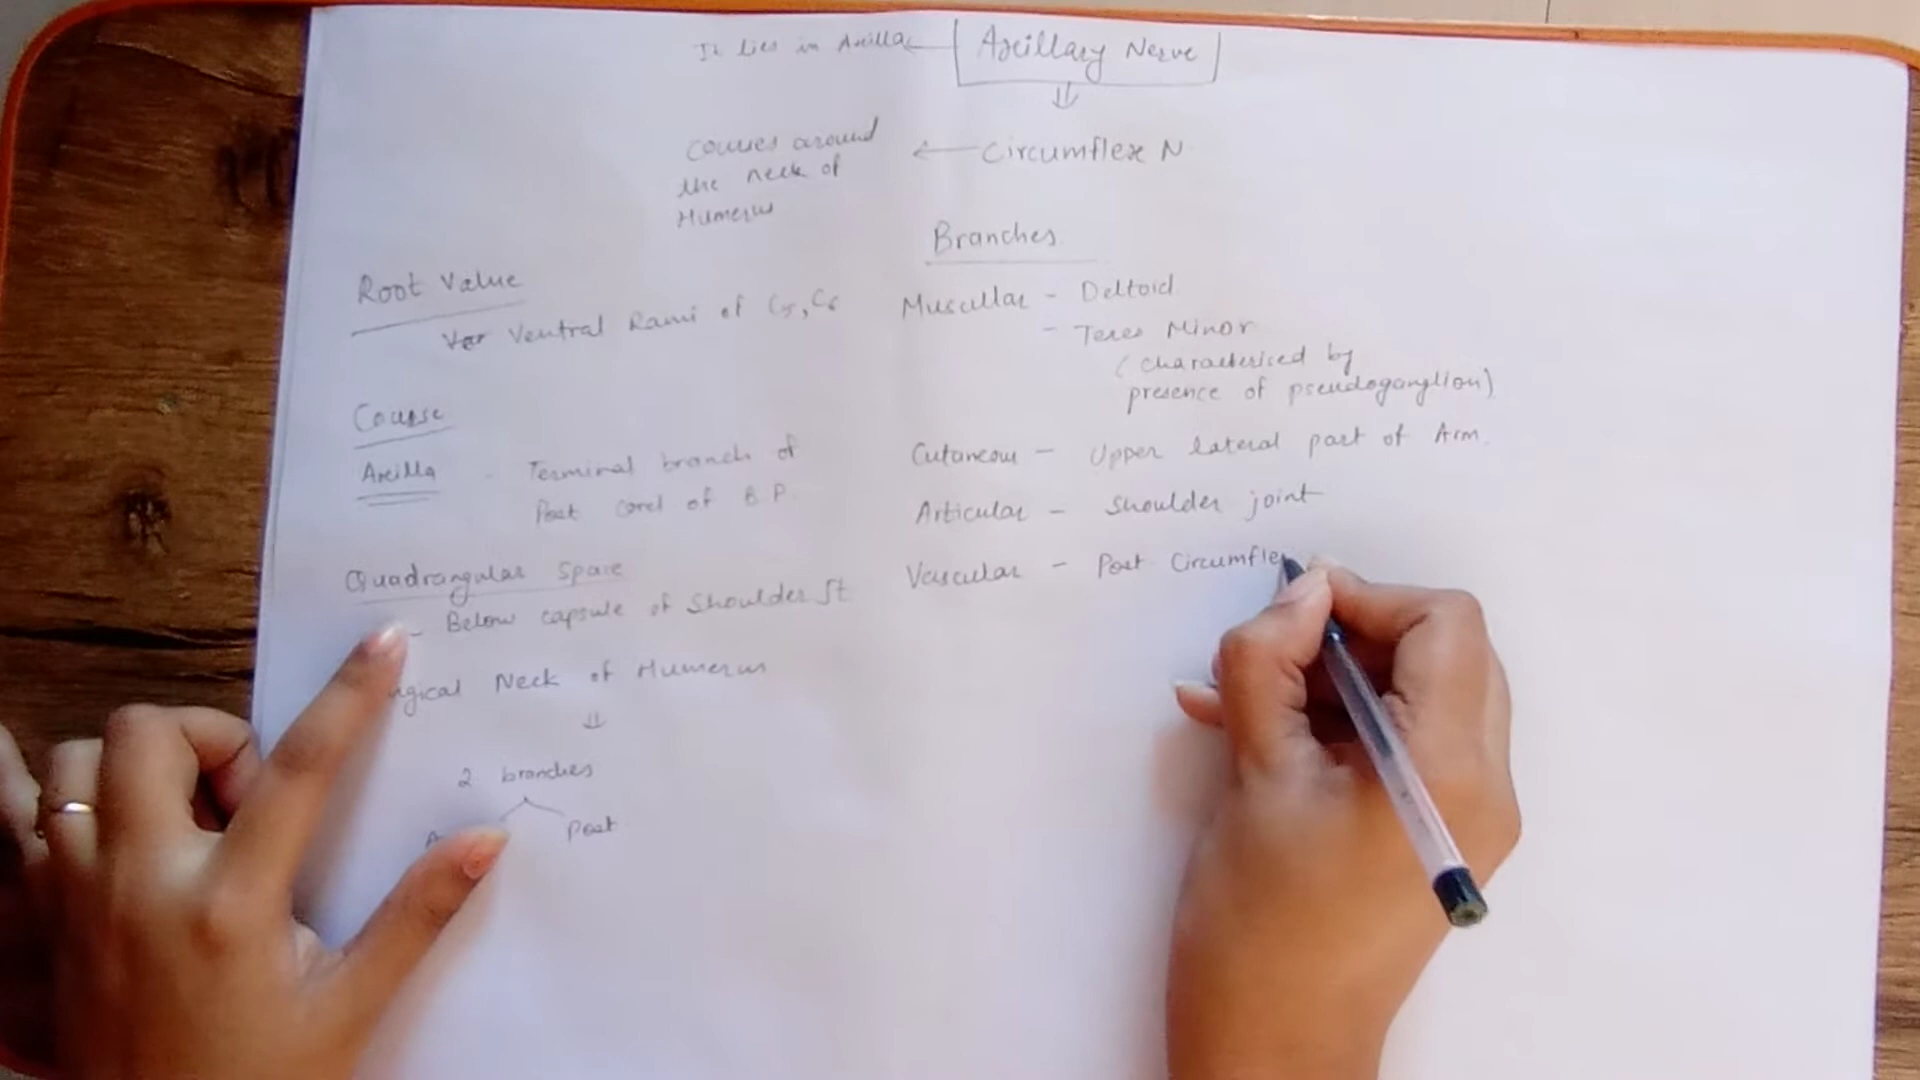 It lies in Axilla ← Axillary Nerve
⇓
courses around ← Circumflex N
the neck of
Humerus
Root Value
Ventral Rami of C5, C6
Course
Axilla - Terminal branch of
Post Cord of B P
Quadrangular Space
- Below capsule of Shoulder Jt
gical Neck of Humerus
⇓
2 branches
A Post
Branches
Muscular - Deltoid
- Teres Minor
(characterised by
presence of pseudoganglion)
Cutaneous - Upper lateral part of Arm
Articular - Shoulder joint
Vascular - Post Circumfle